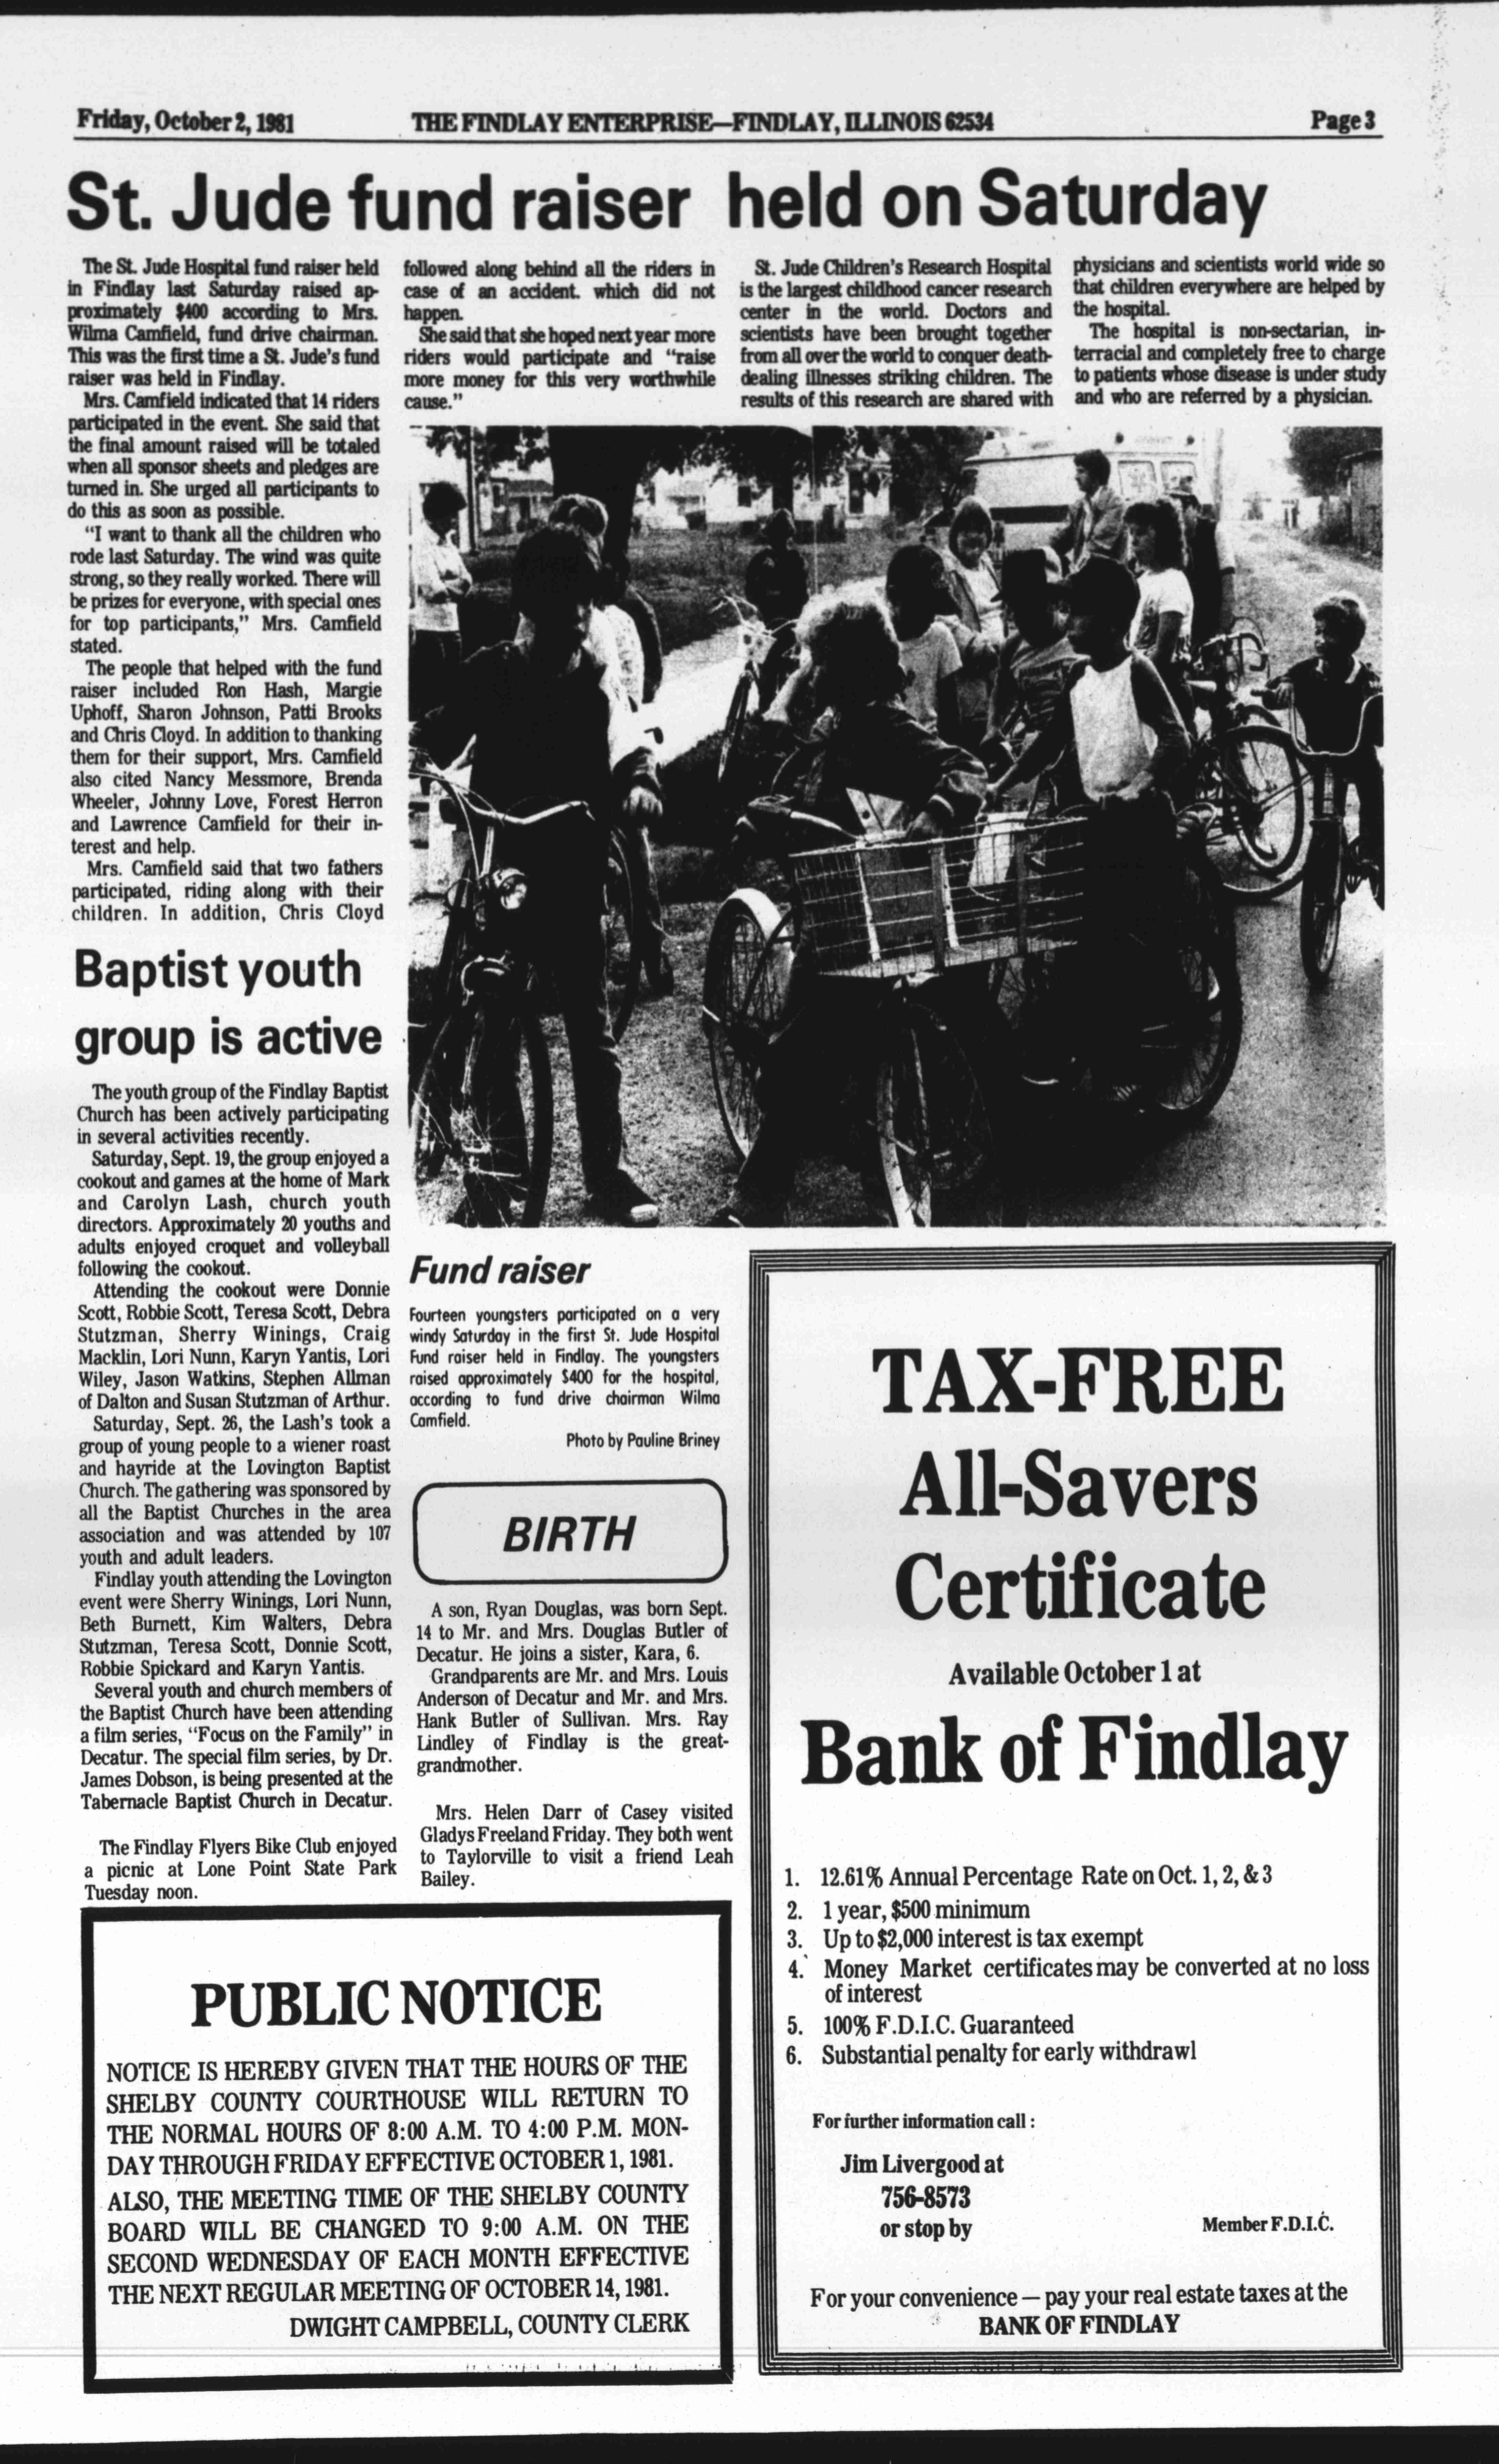 Friday, October 2, 1981
THE FINDLAY ENTERPRISE—FINDLAY, ILLINOIS 62534
Page 3
St. Jude fund raiser held on Saturday
The St. Jude Hospital fund raiser held
in Findlay last Saturday raised ap-
proximately $400 according to Mrs.
Wilma Camfield, fund drive chairman.
This was the first time a St. Jude's fund
raiser was held in Findlay.
Mrs. Camfield indicated that 14 riders
participated in the event. She said that
the final amount raised will be totaled
when all sponsor sheets and pledges are
turned in. She urged all participants to
do this as soon as possible.
"I want to thank all the children who
rode last Saturday. The wind was quite
strong, so they really worked. There will
be prizes for everyone, with special ones
for top participants," Mrs. Camfield
stated.
The people that helped with the fund
raiser included Ron Hash, Margie
Uphoff, Sharon Johnson, Patti Brooks
and Chris Cloyd. In addition to thanking
them for their support, Mrs. Camfield
also cited Nancy Messmore, Brenda
Wheeler, Johnny Love, Forest Herron
and Lawrence Camfield for their in-
terest and help.
Mrs. Camfield said that two fathers
participated, riding along with their
children. In addition, Chris Cloyd
followed along behind all the riders in
case of an accident. which did not
happen.
She said that she hoped next year more
riders would participate and "raise
more money for this very worthwhile
cause."
St. Jude Children's Research Hospital
is the largest childhood cancer research
center in the world. Doctors and
scientists have been brought together
from all over the world to conquer death-
dealing illnesses striking children. The
results of this research are shared with
physicians and scientists world wide so
that children everywhere are helped by
the hospital.
The hospital is non-sectarian, in-
terracial and completely free to charge
to patients whose disease is under study
and who are referred by a physician.
Baptist youth
group is active
The youth group of the Findlay Baptist
Church has been actively participating
in several activities recently.
Saturday, Sept. 19, the group enjoyed a
cookout and games at the home of Mark
and Carolyn Lash, church youth
directors. Approximately 20 youths and
adults enjoyed croquet and volleyball
following the cookout.
Attending the cookout were Donnie
Scott, Robbie Scott, Teresa Scott, Debra
Stutzman, Sherry Winings, Craig
Macklin, Lori Nunn, Karyn Yantis, Lori
Wiley, Jason Watkins, Stephen Allman
of Dalton and Susan Stutzman of Arthur.
Saturday, Sept. 26, the Lash's took a
group of young people to a wiener roast
and hayride at the Lovington Baptist
Church. The gathering was sponsored by
all the Baptist Churches in the area
association and was attended by 107
youth and adult leaders.
Findlay youth attending the Lovington
event were Sherry Winings, Lori Nunn,
Beth Burnett, Kim Walters, Debra
Stutzman, Teresa Scott, Donnie Scott,
Robbie Spickard and Karyn Yantis.
Several youth and church members of
the Baptist Church have been attending
a film series, "Focus on the Family" in
Decatur. The special film series, by Dr.
James Dobson, is being presented at the
Tabernacle Baptist Church in Decatur.
The Findlay Flyers Bike Club enjoyed
a picnic at Lone Point State Park
Tuesday noon.
Fund raiser
Fourteen youngsters participated on a very
windy Saturday in the first St. Jude Hospital
Fund raiser held in Findlay. The youngsters
raised approximately $400 for the hospital,
according to fund drive chairman Wilma
Camfield.
Photo by Pauline Briney
BIRTH
A son, Ryan Douglas, was born Sept.
14 to Mr. and Mrs. Douglas Butler of
Decatur. He joins a sister, Kara, 6.
Grandparents are Mr. and Mrs. Louis
Anderson of Decatur and Mr. and Mrs.
Hank Butler of Sullivan. Mrs. Ray
Lindley of Findlay is the great-
grandmother.
Mrs. Helen Darr of Casey visited
Gladys Freeland Friday. They both went
to Taylorville to visit a friend Leah
Bailey.
PUBLIC NOTICE
NOTICE IS HEREBY GIVEN THAT THE HOURS OF THE
SHELBY COUNTY COURTHOUSE WILL RETURN TO
THE NORMAL HOURS OF 8:00 A.M. TO 4:00 P.M. MON-
DAY THROUGH FRIDAY EFFECTIVE OCTOBER 1, 1981.
ALSO, THE MEETING TIME OF THE SHELBY COUNTY
BOARD WILL BE CHANGED TO 9:00 A.M. ON THE
SECOND WEDNESDAY OF EACH MONTH EFFECTIVE
THE NEXT REGULAR MEETING OF OCTOBER 14, 1981.
DWIGHT CAMPBELL, COUNTY CLERK
TAX-FREE
All-Savers
Certificate
Available October 1 at
Bank of Findlay
1. 12.61% Annual Percentage Rate on Oct. 1, 2, & 3
2. 1 year, $500 minimum
3. Up to $2,000 interest is tax exempt
4. Money Market certificates may be converted at no loss
of interest
5. 100% F.D.I.C. Guaranteed
6. Substantial penalty for early withdrawl
For further information call :
Jim Livergood at
756-8573
or stop by
Member F.D.I.C.
For your convenience — pay your real estate taxes at the
BANK OF FINDLAY